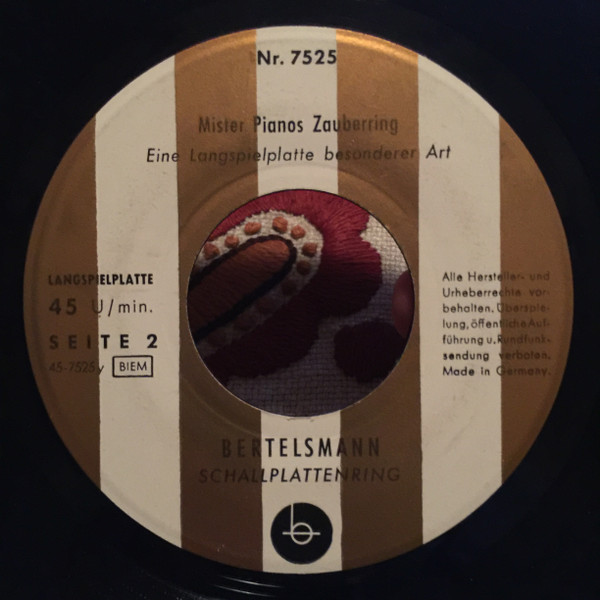 Nr. 7525
Mister Pianos Zauberring
Eine Langspielplatte besonderer Art
LANGSPIELPLATTE
45 U/min.
SEITE 2
45-7525 y BIEM
Alle Hersteller- und
Urheberrechte vor-
behalten. Überspie-
lung, öffentliche Auf-
führung u. Rundfunk-
sendung verboten.
Made in Germany.
BERTELSMANN
SCHALLPLATTENRING
b